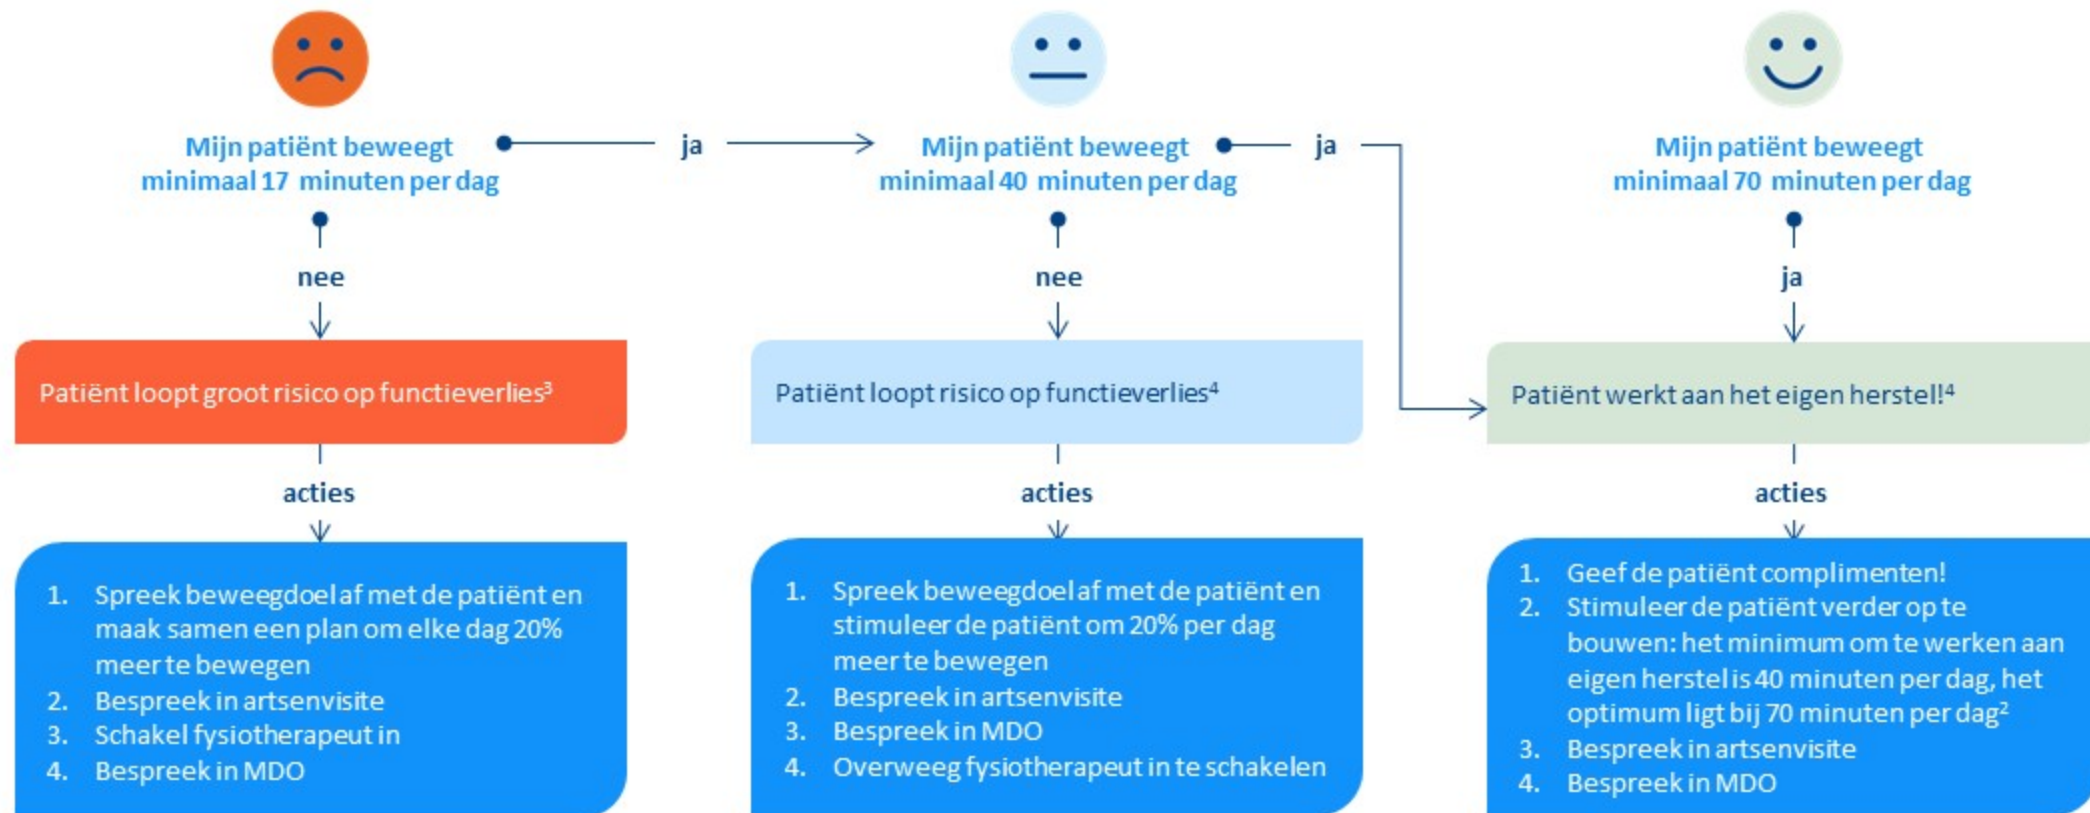 Mijn patiënt beweegt
minimaal 17 minuten per dag
ja
Mijn patiënt beweegt
minimaal 40 minuten per dag
ja
Mijn patiënt beweegt
minimaal 70 minuten per dag
nee
nee
ja
Patiënt loopt groot risico op functieverlies³
Patiënt loopt risico op functieverlies⁴
Patiënt werkt aan het eigen herstel!⁴
acties
acties
acties
1. Spreek beweegdoel af met de patiënt en
maak samen een plan om elke dag 20%
meer te bewegen
2. Bespreek in artsenvisite
3. Schakel fysiotherapeut in
4. Bespreek in MDO
1. Spreek beweegdoel af met de patiënt en
stimuleer de patiënt om 20% per dag
meer te bewegen
2. Bespreek in artsenvisite
3. Bespreek in MDO
4. Overweeg fysiotherapeut in te schakelen
1. Geef de patiënt complimenten!
2. Stimuleer de patiënt verder op te
bouwen: het minimum om te werken aan
eigen herstel is 40 minuten per dag, het
optimum ligt bij 70 minuten per dag²
3. Bespreek in artsenvisite
4. Bespreek in MDO